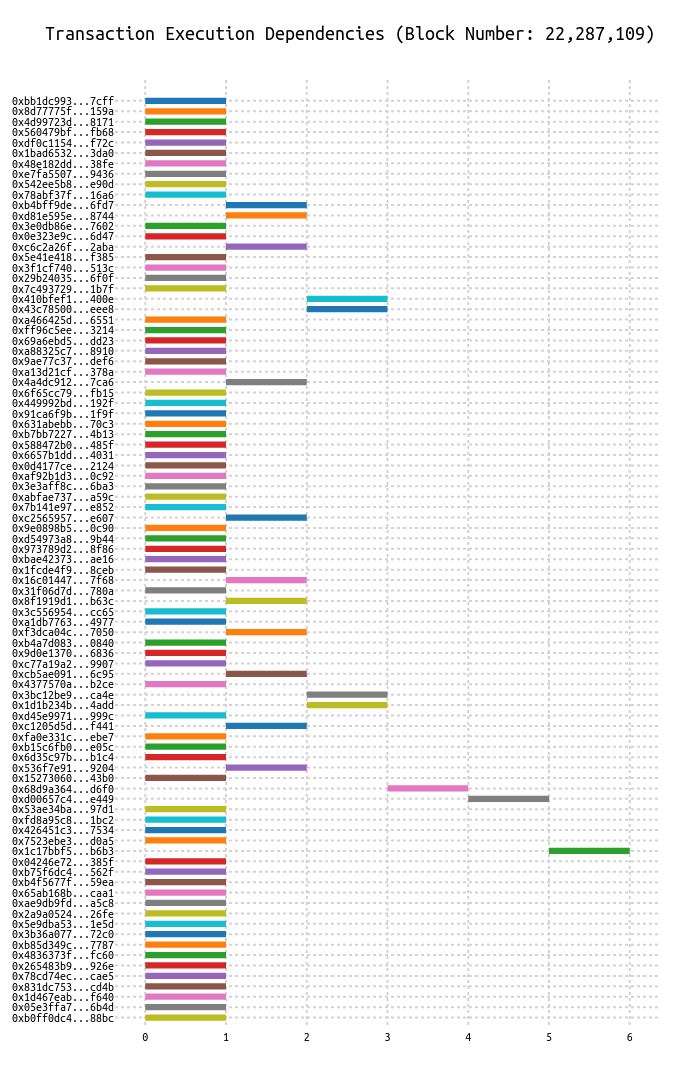 Transaction Execution Dependencies (Block Number: 22,287,109)
0xbb1dc993...7cff
0x8d77775f...159a
0x4d99723d...8171
0x560479bf...fb68
0xdf0c1154...f72c
0x1bad6532...3da0
0x48e182dd...38fe
0xe7fa5507...9436
0x542ee5b8...e90d
0x78abf37f...16a6
0xb4bff9de...6fd7
0xd81e595e...8744
0x3e0db86e...7602
0x0e323e9c...6d47
0xc6c2a26f...2aba
0x5e41e418...f385
0x3f1cf740...513c
0x29b24035...6f0f
0x7c493729...1b7f
0x410bfef1...400e
0x43c78500...eee8
0xa466425d...6551
0xff96c5ee...3214
0x69a6ebd5...dd23
0xa88325c7...8910
0x9ae77c37...def6
0xa13d21cf...378a
0x4a4dc912...7ca6
0x6f65cc79...fb15
0x449992bd...192f
0x91ca6f9b...1f9f
0x631abebb...70c3
0xb7bb7227...4b13
0x588472b0...485f
0x6657b1dd...4031
0x0d4177ce...2124
0xaf92b1d3...0c92
0x3e3aff8c...6ba3
0xabfae737...a59c
0x7b141e97...e852
0xc2565957...e607
0x9e0898b5...0c90
0xd54973a8...9b44
0x973789d2...8f86
0xbae42373...ae16
0x1fcde4f9...8ceb
0x16c01447...7f68
0x31f06d7d...780a
0x8f1919d1...b63c
0x3c556954...cc65
0xa1db7763...4977
0xf3dca04c...7050
0xb4a7d083...0840
0x9d0e1370...6836
0xc77a19a2...9907
0xcb5ae091...6c95
0x4377570a...b2ce
0x3bc12be9...ca4e
0x1d1b234b...4add
0xd45e9971...999c
0xc1205d5d...f441
0xfa0e331c...ebe7
0xb15c6fb0...e05c
0x6d35c97b...b1c4
0x536f7e91...9204
0x15273060...43b0
0x68d9a364...d6f0
0xd00657c4...e449
0x53ae34ba...97d1
0xfd8a95c8...1bc2
0x426451c3...7534
0x7523ebe3...d0a5
0x1c17bbf5...b6b3
0x04246e72...385f
0xb75f6dc4...562f
0xb4f5677f...59ea
0x65ab168b...caa1
0xae9db9fd...a5c8
0x2a9a0524...26fe
0x5e9dba53...1e5d
0x3b36a077...72c0
0xb85d349c...7787
0x4836373f...fc60
0x265483b9...926e
0x78cd74ec...cae5
0x831dc753...cd4b
0x1d467eab...f640
0x05e3ffa7...6b4d
0xb0ff0dc4...88bc
0 1 2 3 4 5 6